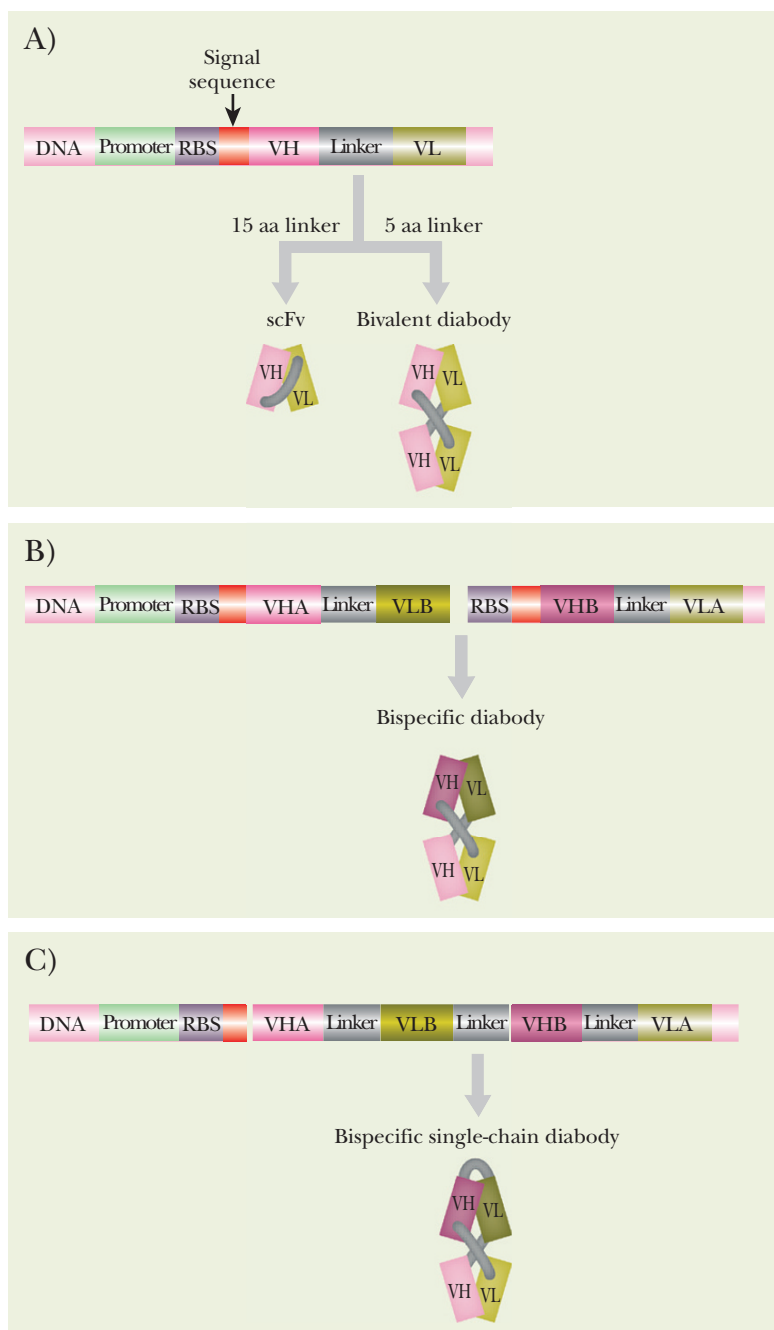 A)
Signal
sequence
DNA Promoter RBS VH Linker VL
15 aa linker 5 aa linker
scFv Bivalent diabody
VH VL
VH VL
VH VL
B)
DNA Promoter RBS VHA Linker VLB RBS VHB Linker VLA
Bispecific diabody
VH VL
VH VL
C)
DNA Promoter RBS VHA Linker VLB Linker VHB Linker VLA
Bispecific single-chain diabody
VH VL
VH VL